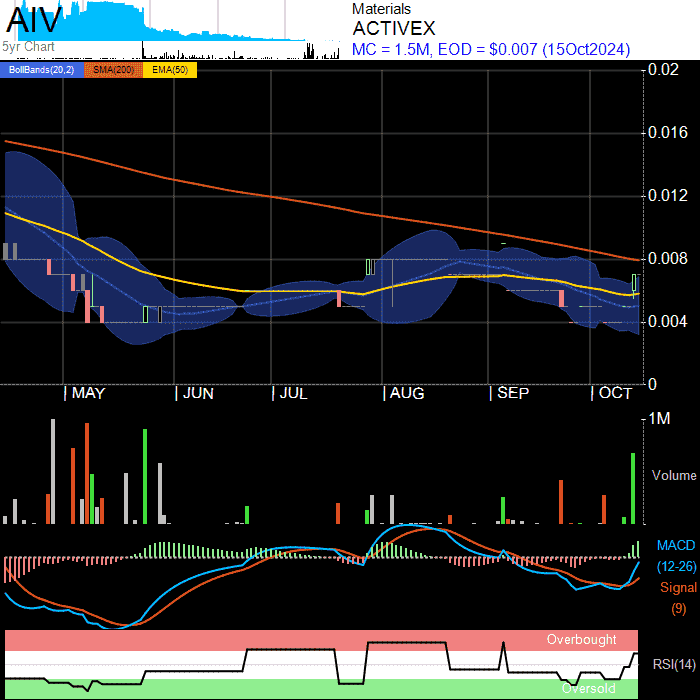 AIV
5yr Chart
Materials
ACTIVEX
MC = 1.5M, EOD = $0.007 (15Oct2024)
BollBands(20,2) SMA(200) EMA(50)
0.02
0.016
0.012
0.008
0.004
0
MAY JUN JUL AUG SEP OCT
1M
Volume
MACD
(12-26)
Signal
(9)
Overbought
RSI(14)
Oversold